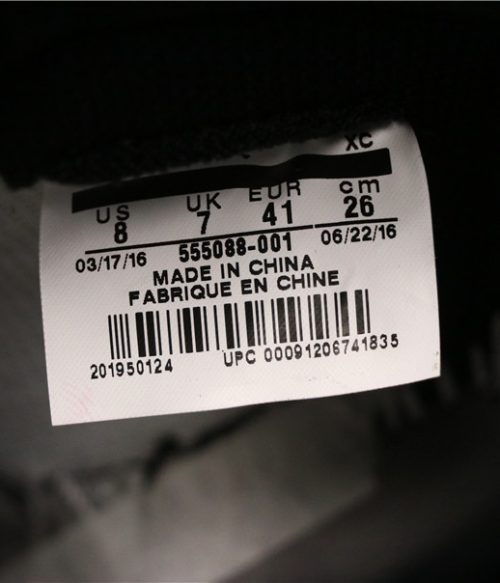 XC
US UK EUR cm
8 7 41 26
03/17/16 555088-001 06/22/16
MADE IN CHINA
FABRIQUE EN CHINE
201950124 UPC 00091206741835